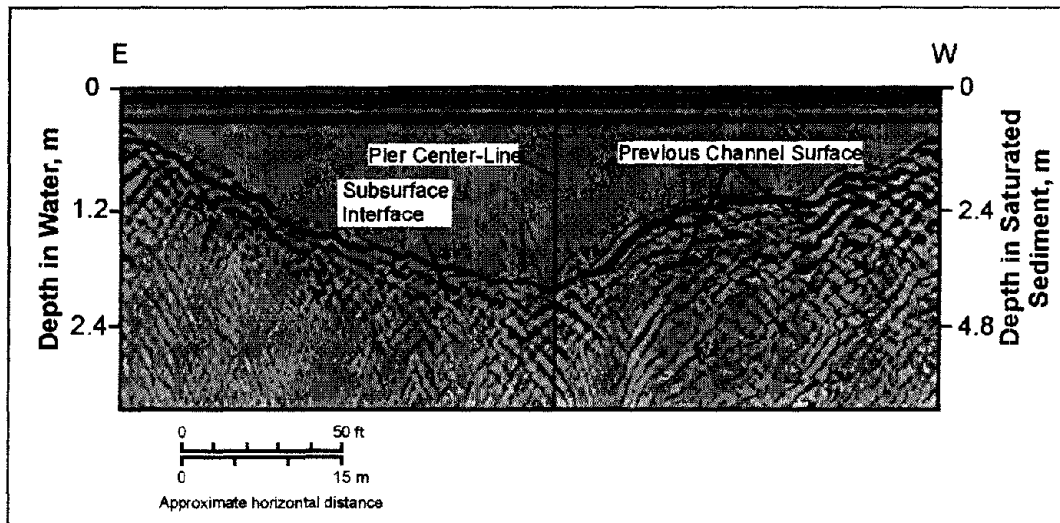 E
W
0
0
Pier Center-Line
Previous Channel Surface
Subsurface
Interface
Depth in Water, m
1.2
2.4
Depth in Saturated
Sediment, m
2.4
4.8
0
50 ft
0
15 m
Approximate horizontal distance